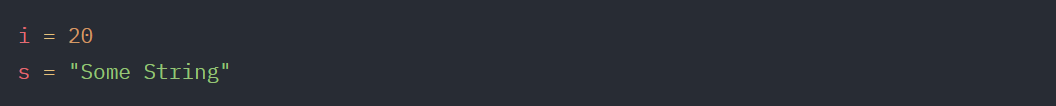 i = 20
s = "Some String"